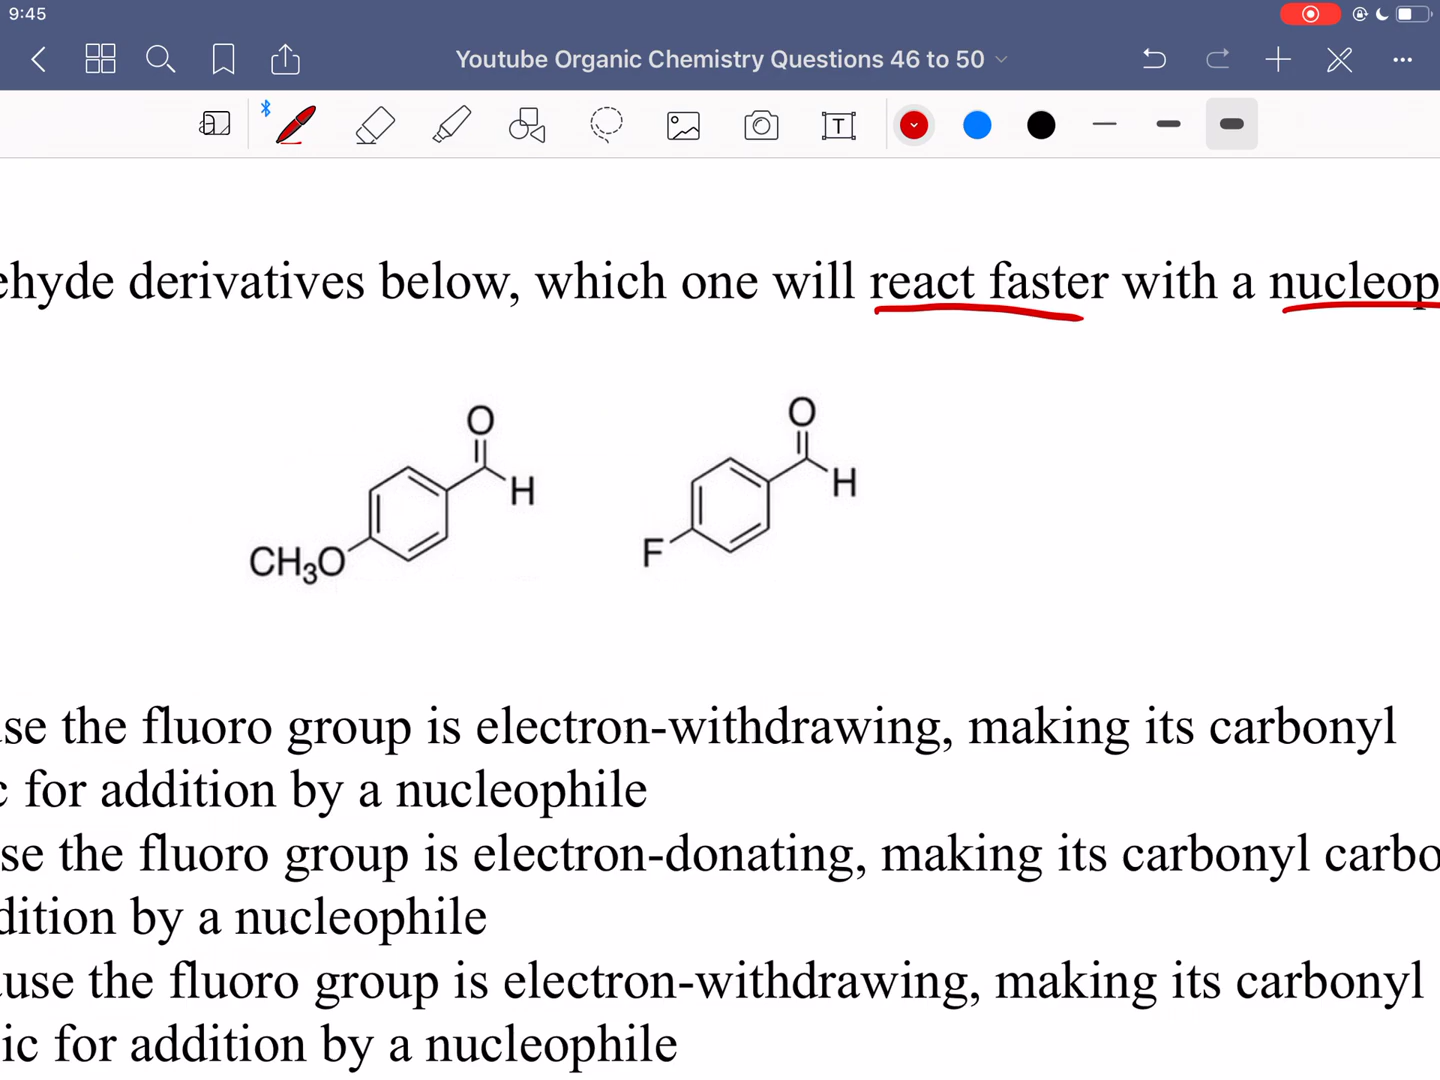 9:45
Youtube Organic Chemistry Questions 46 to 50
T
ehyde derivatives below, which one will react faster with a nucleop
O
H
CH3O
O
H
F
se the fluoro group is electron-withdrawing, making its carbonyl
c for addition by a nucleophile
se the fluoro group is electron-donating, making its carbonyl carbo
dition by a nucleophile
use the fluoro group is electron-withdrawing, making its carbonyl
ic for addition by a nucleophile